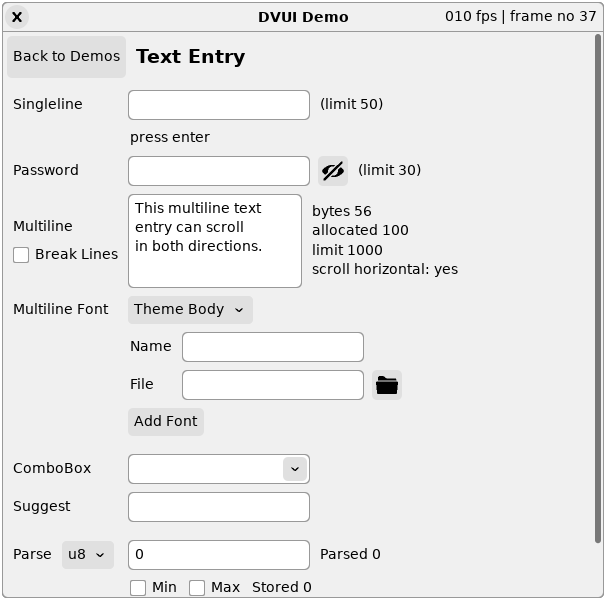 X DVUI Demo 010 fps | frame no 37
Back to Demos Text Entry
Singleline (limit 50)
press enter
Password (limit 30)
This multiline text
entry can scroll
in both directions.
Multiline
Break Lines
bytes 56
allocated 100
limit 1000
scroll horizontal: yes
Multiline Font Theme Body
Name
File
Add Font
ComboBox
Suggest
Parse u8 0 Parsed 0
Min Max Stored 0